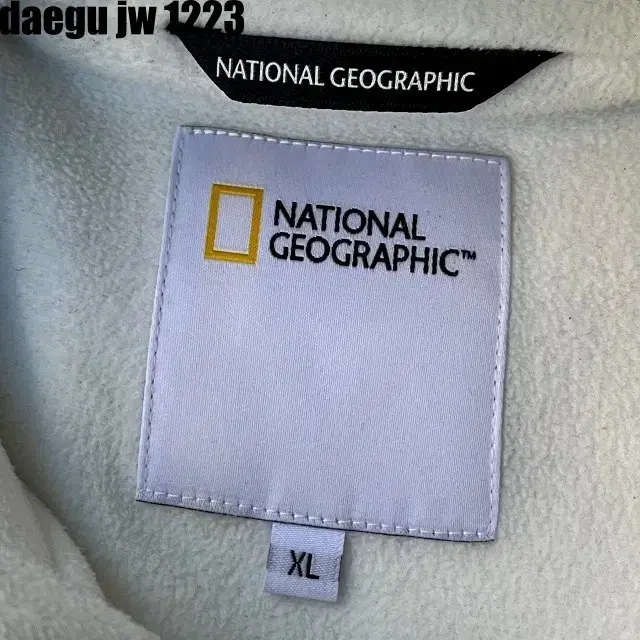 daegu jw 1223
NATIONAL GEOGRAPHIC
NATIONAL
GEOGRAPHIC™
XL